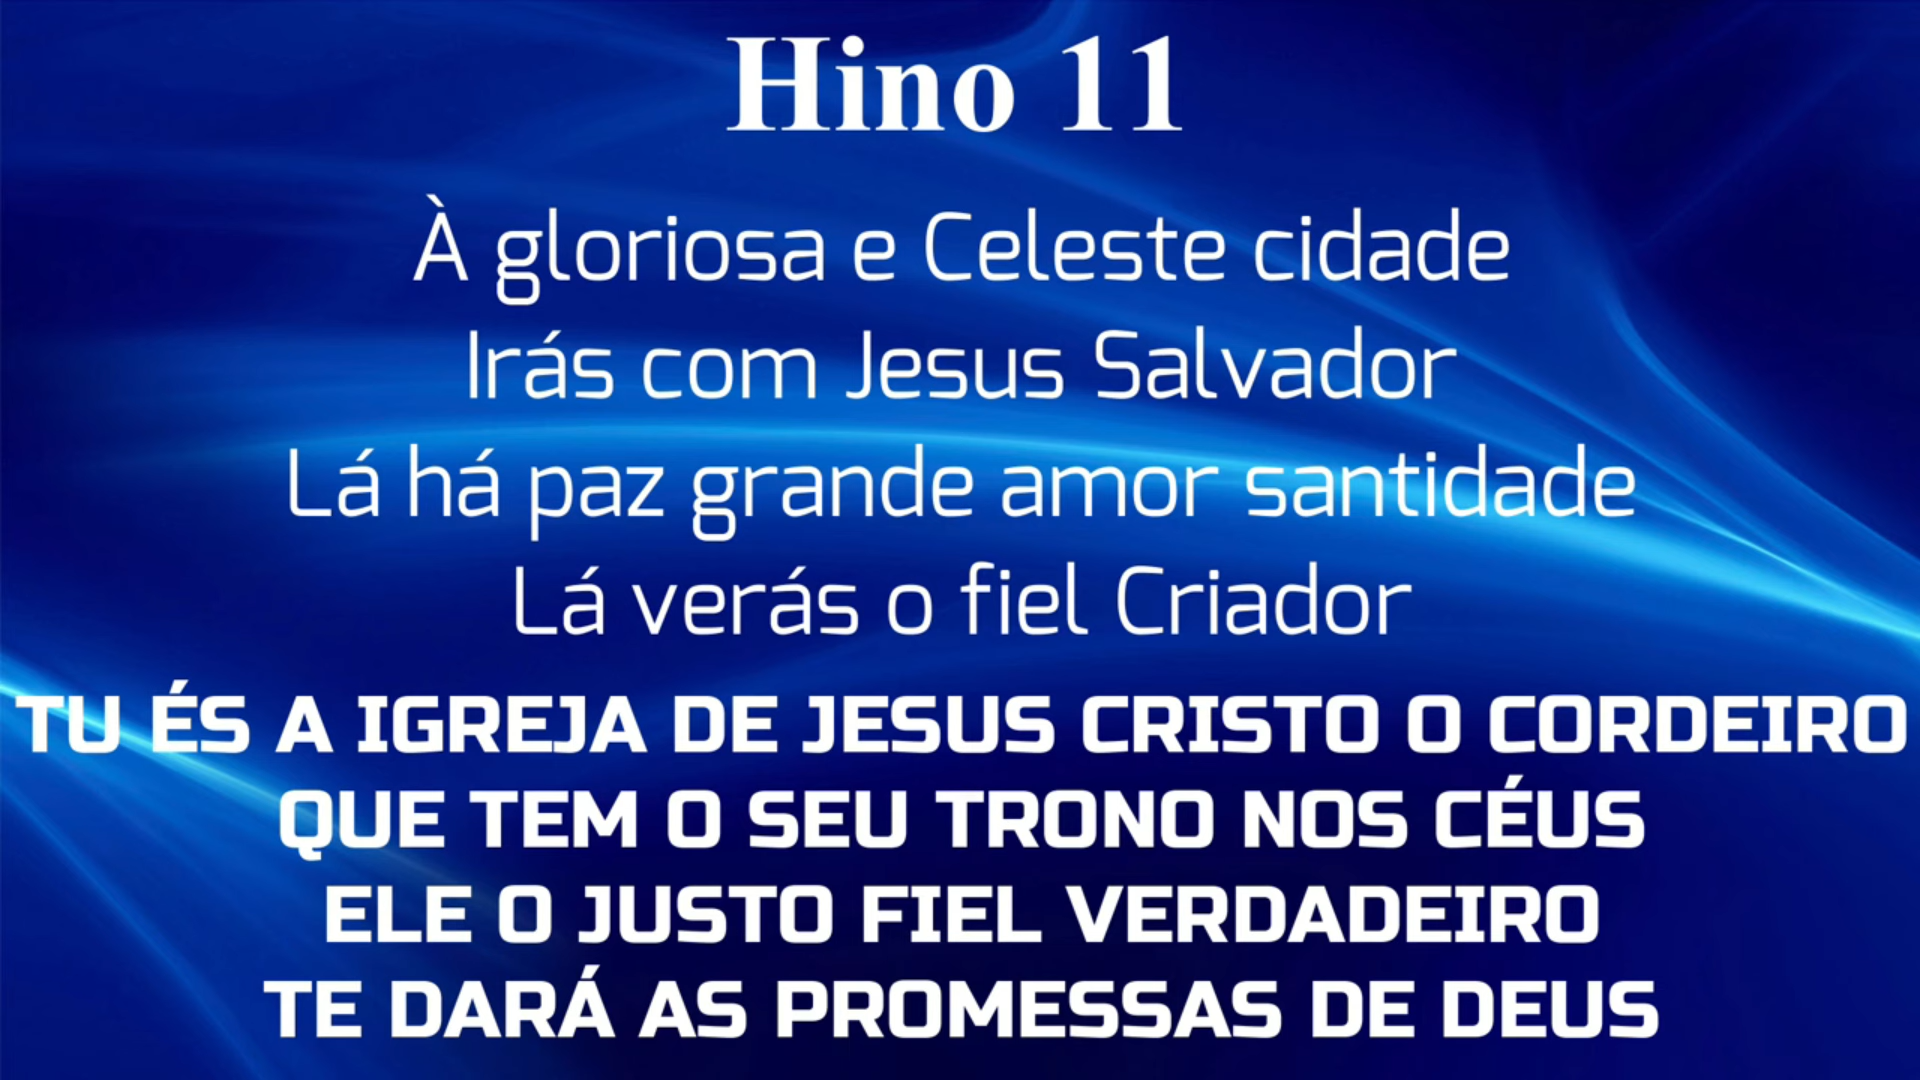 Hino 11
À gloriosa e Celeste cidade
Irás com Jesus Salvador
Lá há paz grande amor santidade
Lá verás o fiel Criador
TU ÉS A IGREJA DE JESUS CRISTO O CORDEIRO
QUE TEM O SEU TRONO NOS CÉUS
ELE O JUSTO FIEL VERDADEIRO
TE DARÁ AS PROMESSAS DE DEUS